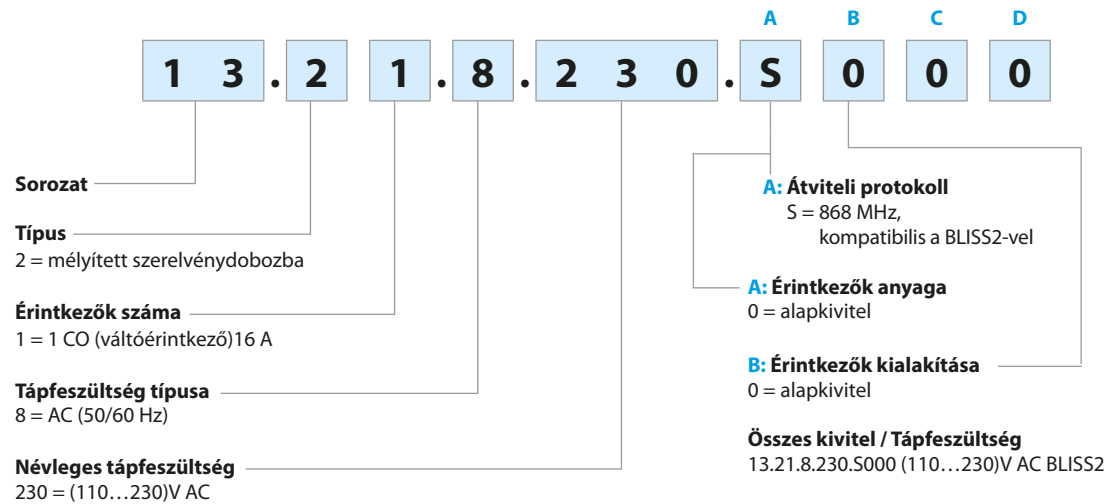 A B C D
1 3 . 2 1 . 8 . 2 3 0 . S 0 0 0
Sorozat
Típus
2 = mélyített szerelvénydobozba
Érintkezők száma
1 = 1 CO (váltóérintkező)16 A
Tápfeszültség típusa
8 = AC (50/60 Hz)
Névleges tápfeszültség
230 = (110…230)V AC
A: Átviteli protokoll
S = 868 MHz,
kompatibilis a BLISS2-vel
A: Érintkezők anyaga
0 = alapkivitel
B: Érintkezők kialakítása
0 = alapkivitel
Összes kivitel / Tápfeszültség
13.21.8.230.S000 (110…230)V AC BLISS2